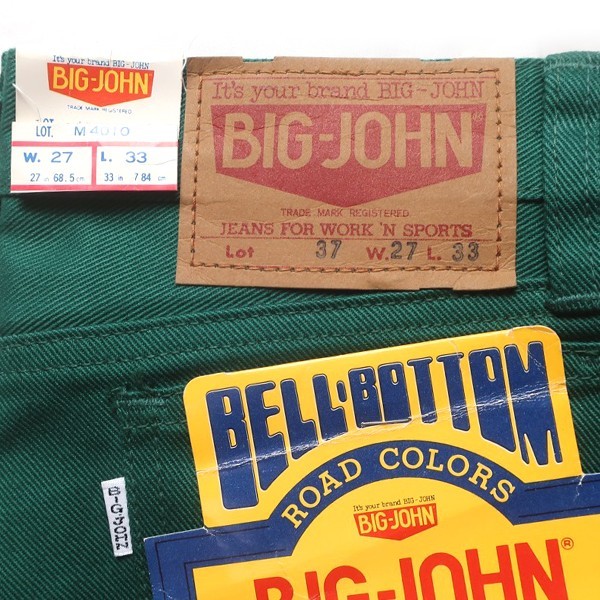 It's your brand BIG-JOHN
BIG-JOHN
TRADE MARK REGISTERED
LOT. M4010
W. 27 L. 33
27 in 68.5 cm 33 in 84 cm
It's your brand BIG-JOHN
BIG-JOHN®
TRADE MARK REGISTERED
JEANS FOR WORK 'N SPORTS
Lot 37 W. 27 L. 33
BELL·BOTTOM
ROAD COLORS
It's your brand BIG-JOHN
BIG-JOHN
BIG-JOHN®
BIG-JOHN